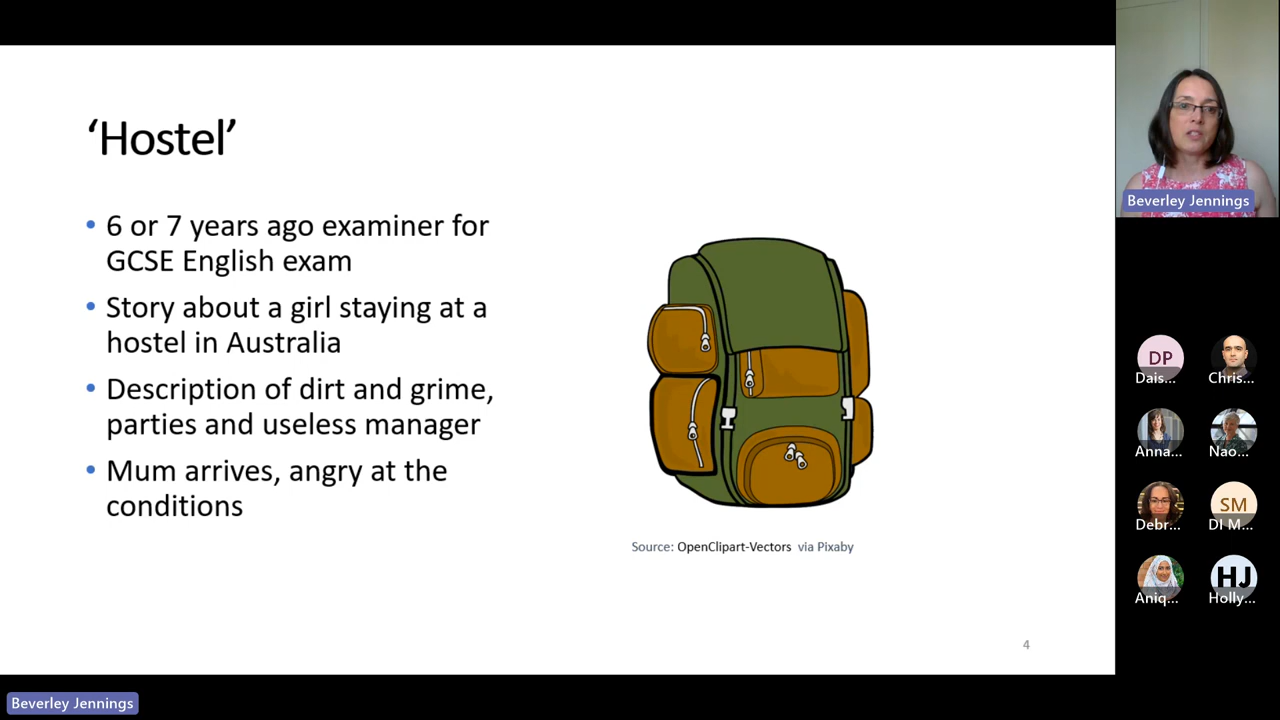 ‘Hostel’
• 6 or 7 years ago examiner for
GCSE English exam
• Story about a girl staying at a
hostel in Australia
• Description of dirt and grime,
parties and useless manager
• Mum arrives, angry at the
conditions
Source: OpenClipart-Vectors via Pixaby
4
Beverley Jennings
DP
Dais...
Chris...
Anna...
Nao...
Debr...
SM
DI M...
Aniq...
HJ
Holly...
Beverley Jennings